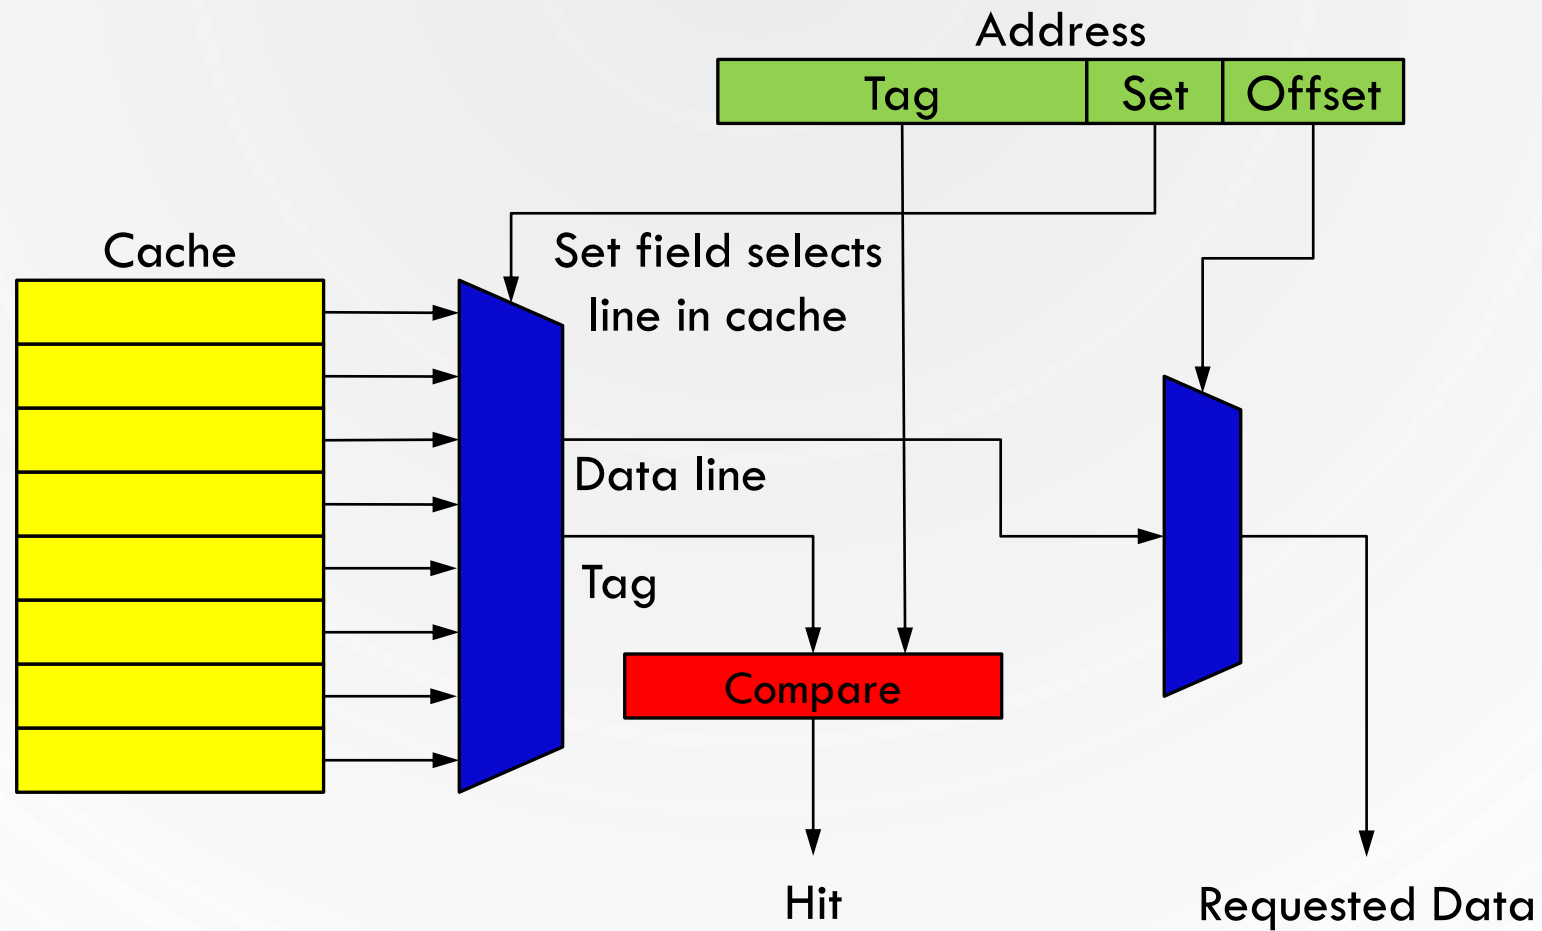 Address
Tag
Set
Offset
Cache
Set field selects
line in cache
Data line
Tag
Compare
Hit
Requested Data